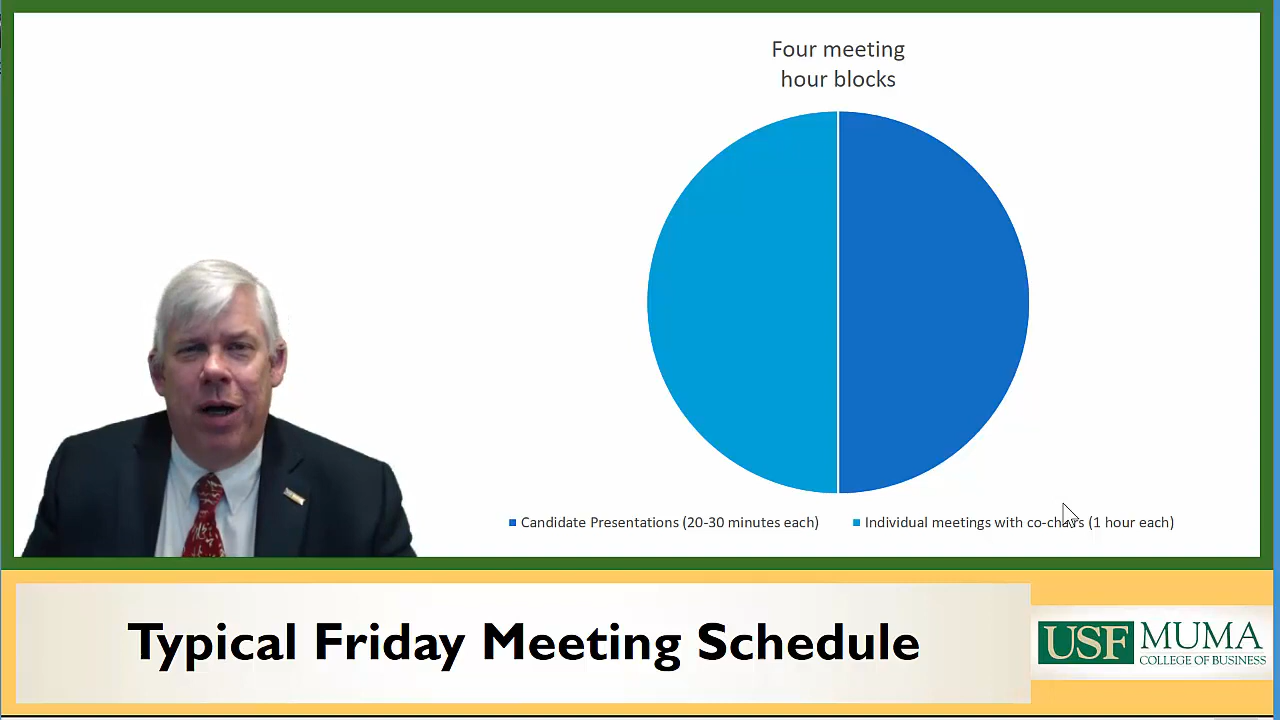 Four meeting
hour blocks
Candidate Presentations (20-30 minutes each)
Individual meetings with co-chairs (1 hour each)
Typical Friday Meeting Schedule
USF MUMA
COLLEGE OF BUSINESS